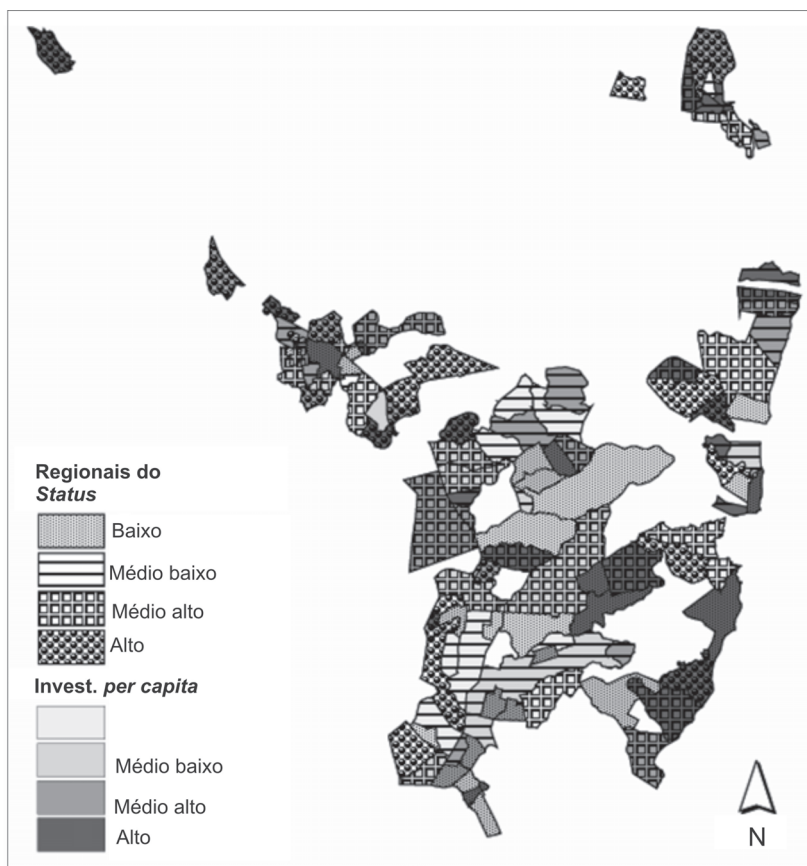 Regionais do
Status
Baixo
Médio baixo
Médio alto
Alto
Invest. per capita
Médio baixo
Médio alto
Alto
N